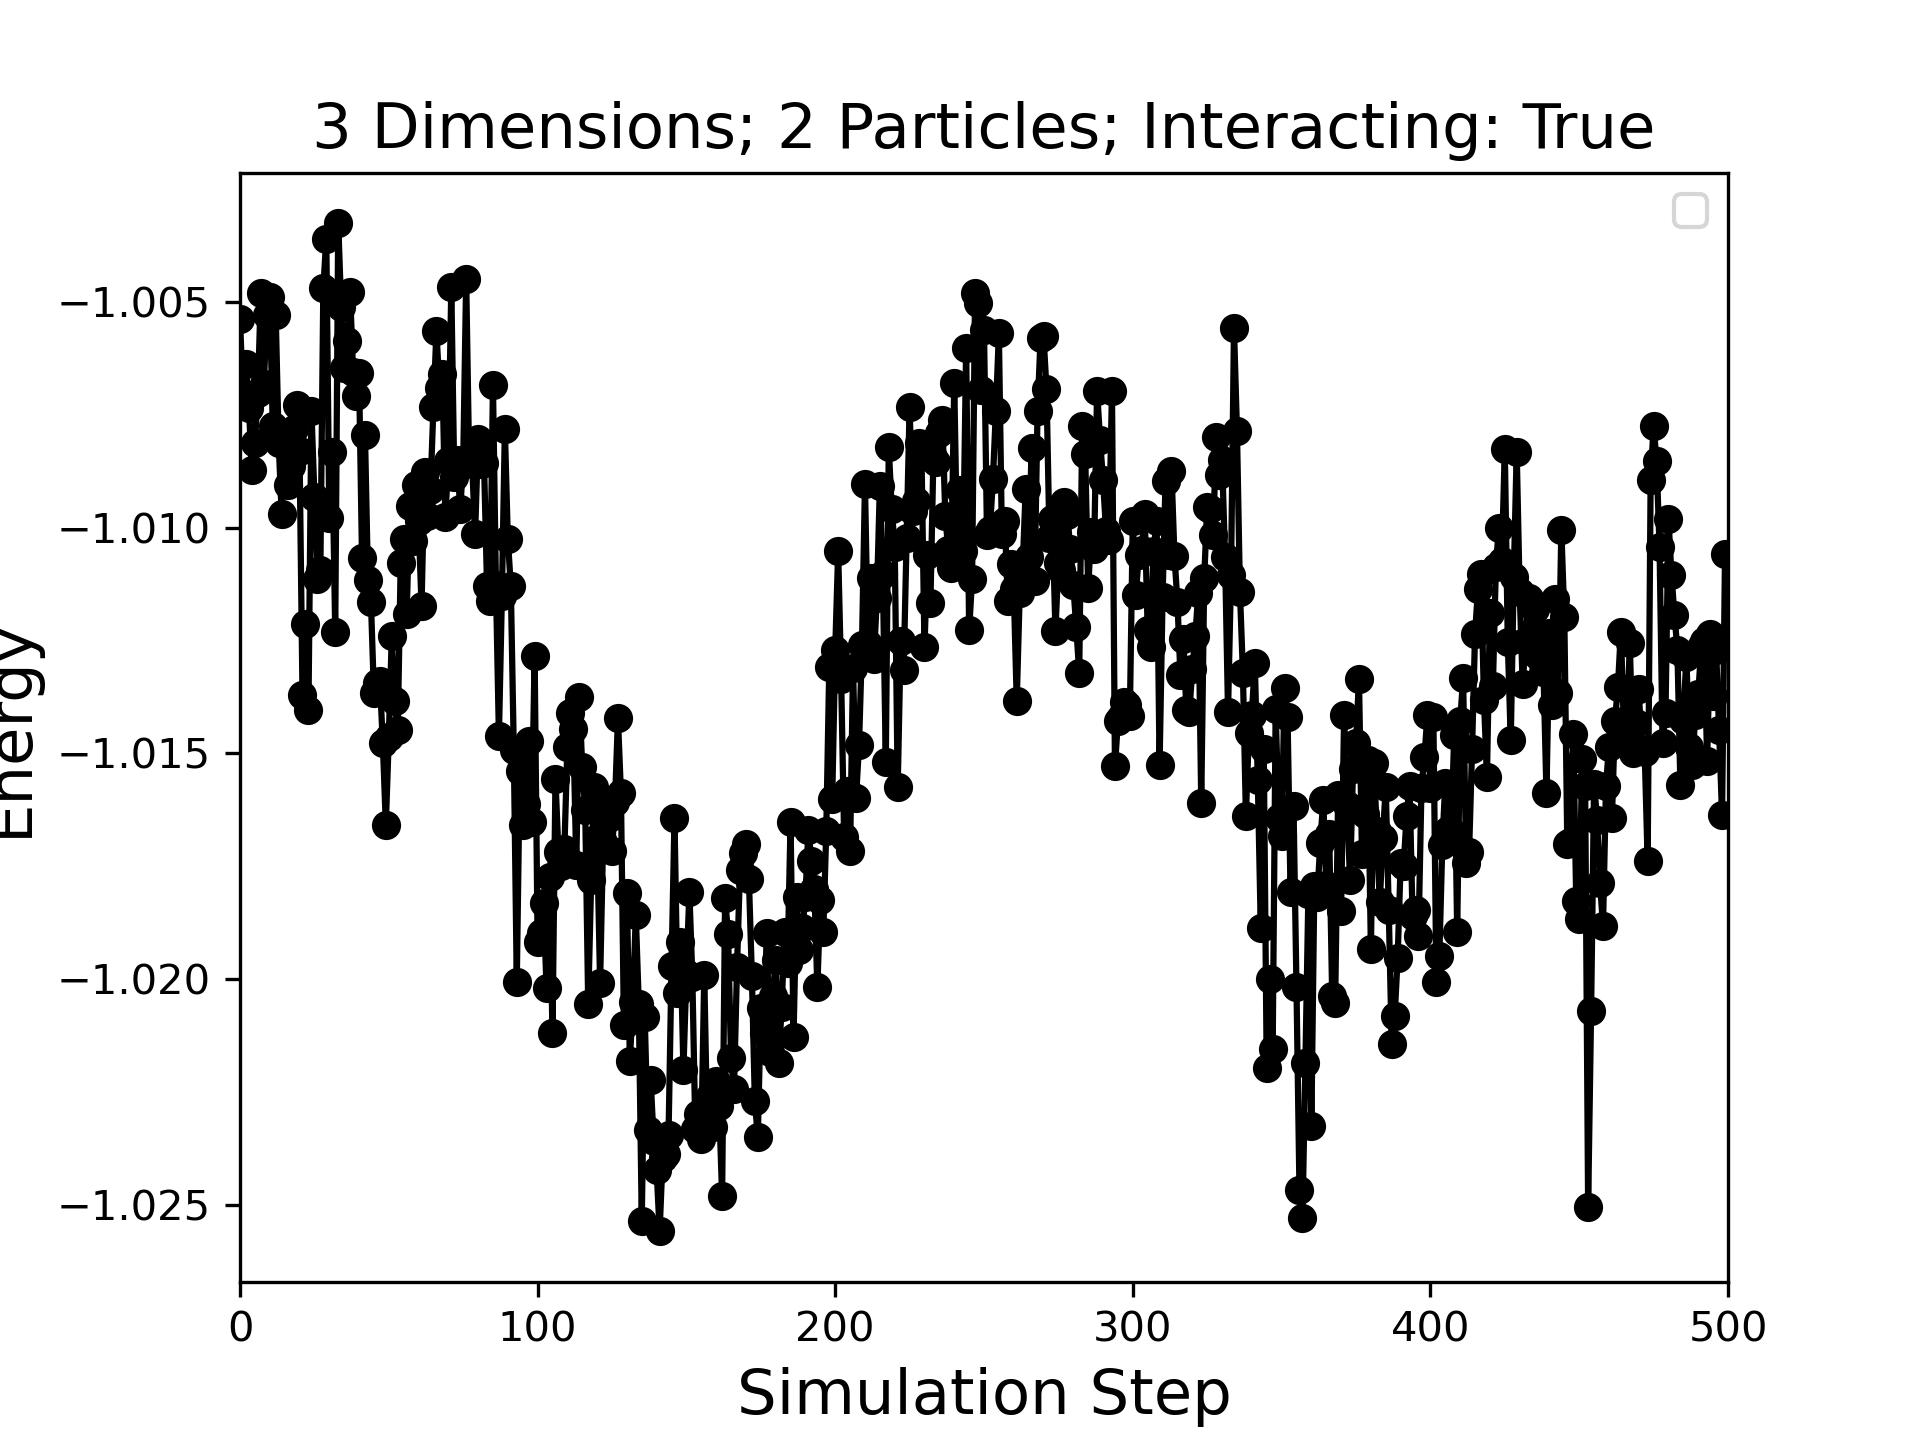 3 Dimensions; 2 Particles; Interacting: True
Energy
−1.005
−1.010
−1.015
−1.020
−1.025
0 100 200 300 400 500
Simulation Step